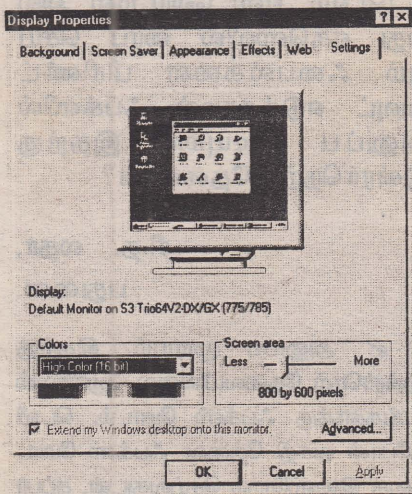 Display Properties
Background Screen Saver Appearance Effects Web Settings
Display:
Default Monitor on S3 Trio64V2-DX/GX (775/785)
Colors
High Color (16 bit)
Screen area
Less More
800 by 600 pixels
Extend my Windows desktop onto this monitor.
Advanced...
OK Cancel Apply